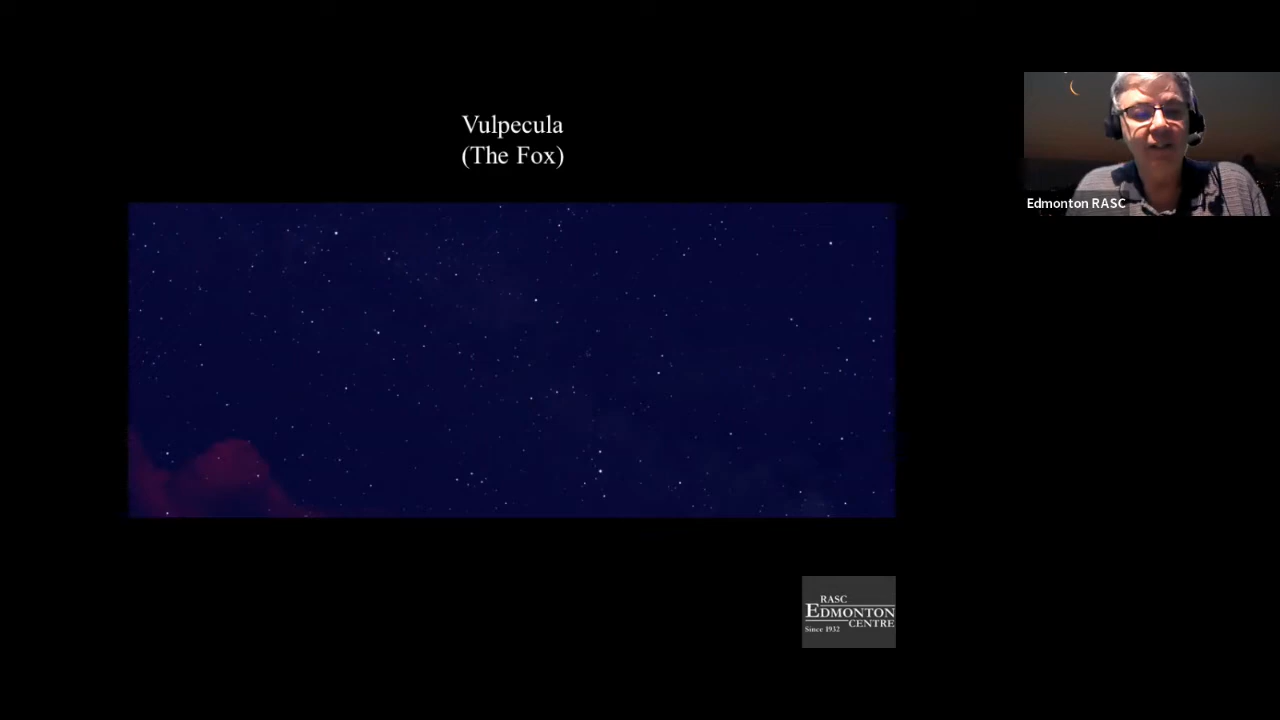 Vulpecula
(The Fox)
Edmonton RASC
RASC
EDMONTON
CENTRE
Since 1932